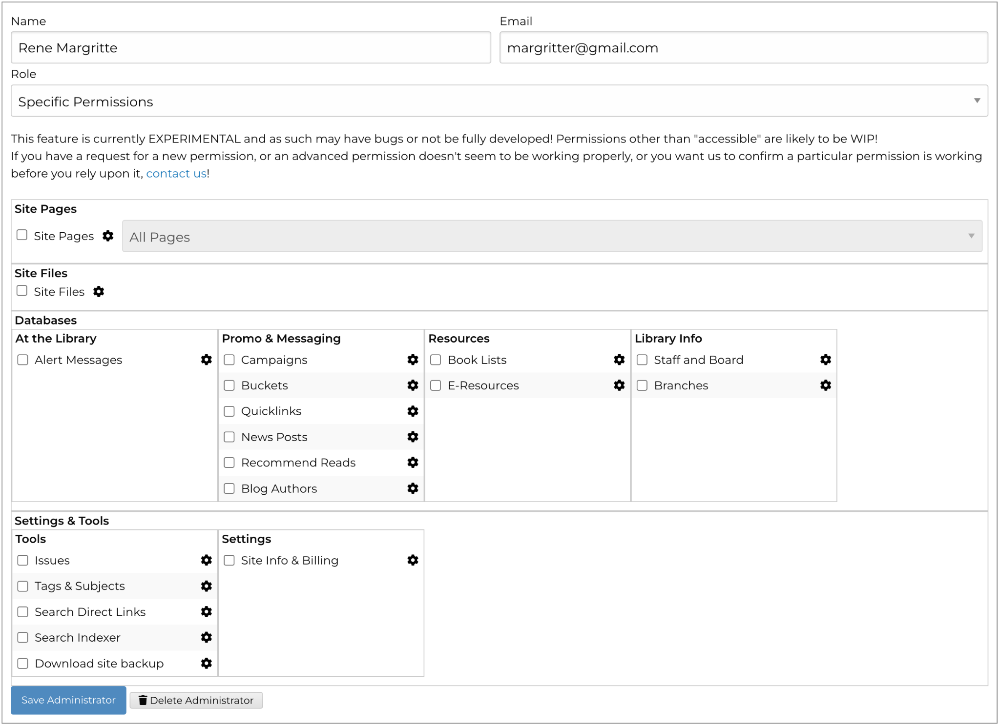 Name
Email
Rene Margritte
margritter@gmail.com
Role
Specific Permissions
This feature is currently EXPERIMENTAL and as such may have bugs or not be fully developed! Permissions other than "accessible" are likely to be WIP!
If you have a request for a new permission, or an advanced permission doesn't seem to be working properly, or you want us to confirm a particular permission is working
before you rely upon it, contact us!
Site Pages
Site Pages
All Pages
Site Files
Site Files
Databases
At the Library
Alert Messages
Promo & Messaging
Campaigns
Buckets
Quicklinks
News Posts
Recommend Reads
Blog Authors
Resources
Book Lists
E-Resources
Library Info
Staff and Board
Branches
Settings & Tools
Tools
Issues
Tags & Subjects
Search Direct Links
Search Indexer
Download site backup
Settings
Site Info & Billing
Save Administrator
Delete Administrator